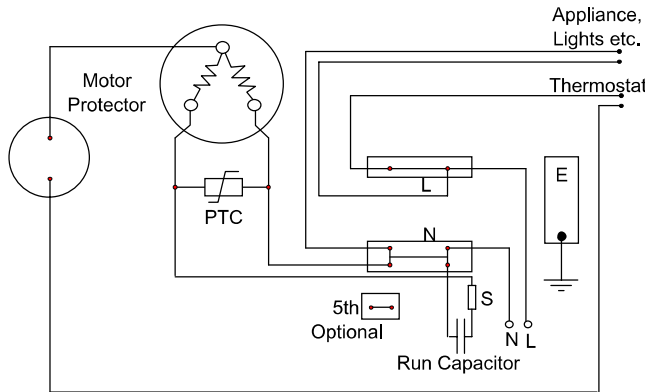 Appliance,
Lights etc.
Motor
Protector
Thermostat
E
L
PTC
N
S
5th
Optional
N L
Run Capacitor